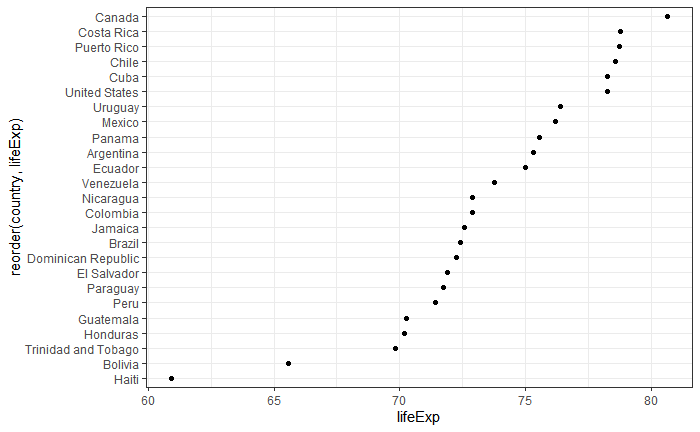 Canada
Costa Rica
Puerto Rico
Chile
Cuba
United States
Uruguay
Mexico
Panama
Argentina
Ecuador
Venezuela
Nicaragua
Colombia
Jamaica
Brazil
Dominican Republic
El Salvador
Paraguay
Peru
Guatemala
Honduras
Trinidad and Tobago
Bolivia
Haiti
reorder(country, lifeExp)
60 65 70 75 80
lifeExp